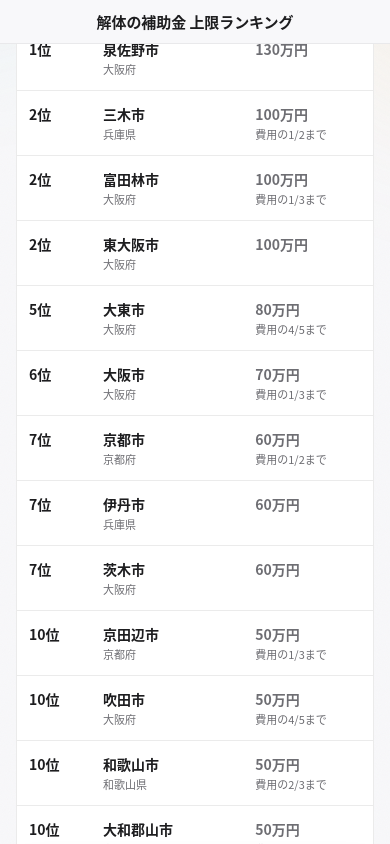 解体の補助金 上限ランキング
1位 泉佐野市 130万円
大阪府
2位 三木市 100万円
兵庫県 費用の1/2まで
2位 富田林市 100万円
大阪府 費用の1/3まで
2位 東大阪市 100万円
大阪府
5位 大東市 80万円
大阪府 費用の4/5まで
6位 大阪市 70万円
大阪府 費用の1/3まで
7位 京都市 60万円
京都府 費用の1/2まで
7位 伊丹市 60万円
兵庫県
7位 茨木市 60万円
大阪府
10位 京田辺市 50万円
京都府 費用の1/3まで
10位 吹田市 50万円
大阪府 費用の4/5まで
10位 和歌山市 50万円
和歌山県 費用の2/3まで
10位 大和郡山市 50万円